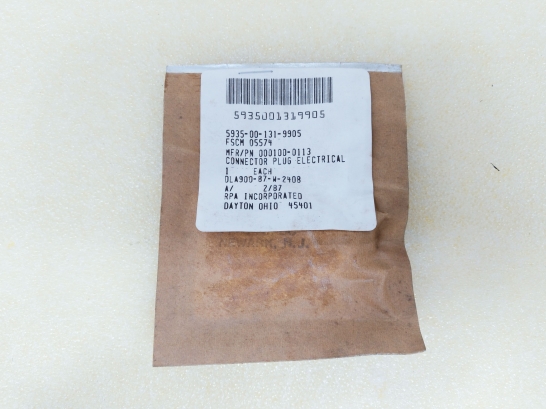 5935001319905
5935-00-131-9905
FSCM 05574
MFR/PN 000100-0113
CONNECTOR PLUG ELECTRICAL
1 EACH
DLA900-87-W-2408
A/ 2/87
RPA INCORPORATED
DAYTON OHIO 45401
NEWARK, N.J.